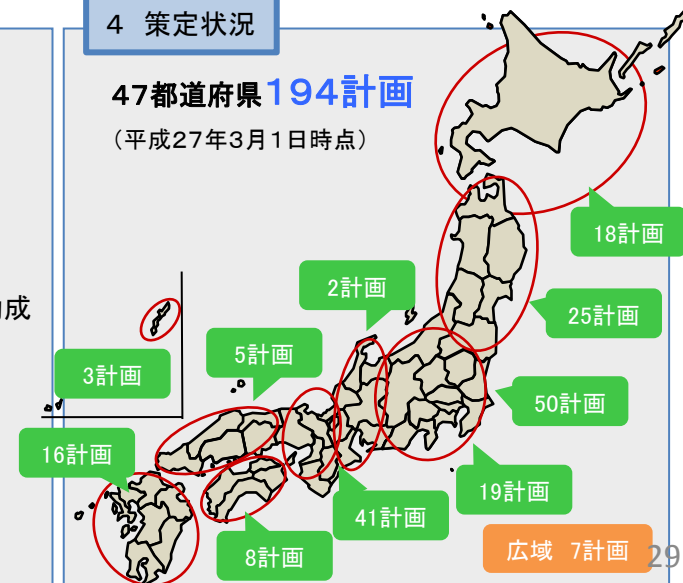 4 策定状況
47都道府県194計画
(平成27年3月1日時点)
成
18計画
2計画
25計画
5計画
3計画
50計画
16計画
19計画
41計画
8計画
広域 7計画
29